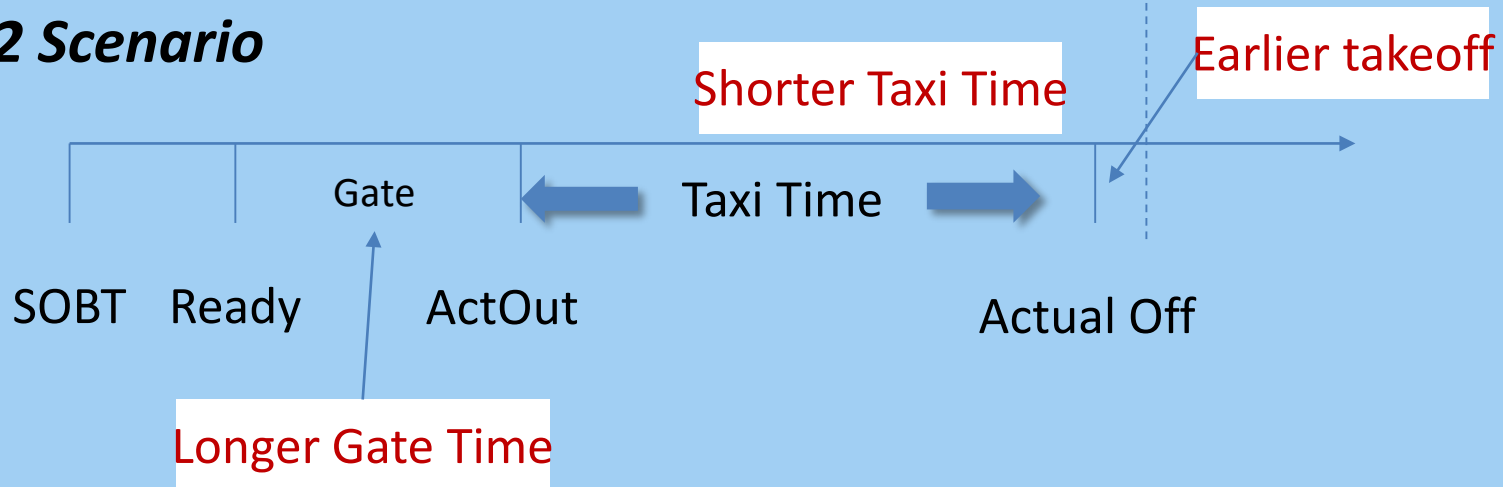 2 Scenario
Earlier takeoff
Shorter Taxi Time
Gate
Taxi Time
SOBT
Ready
ActOut
Actual Off
Longer Gate Time